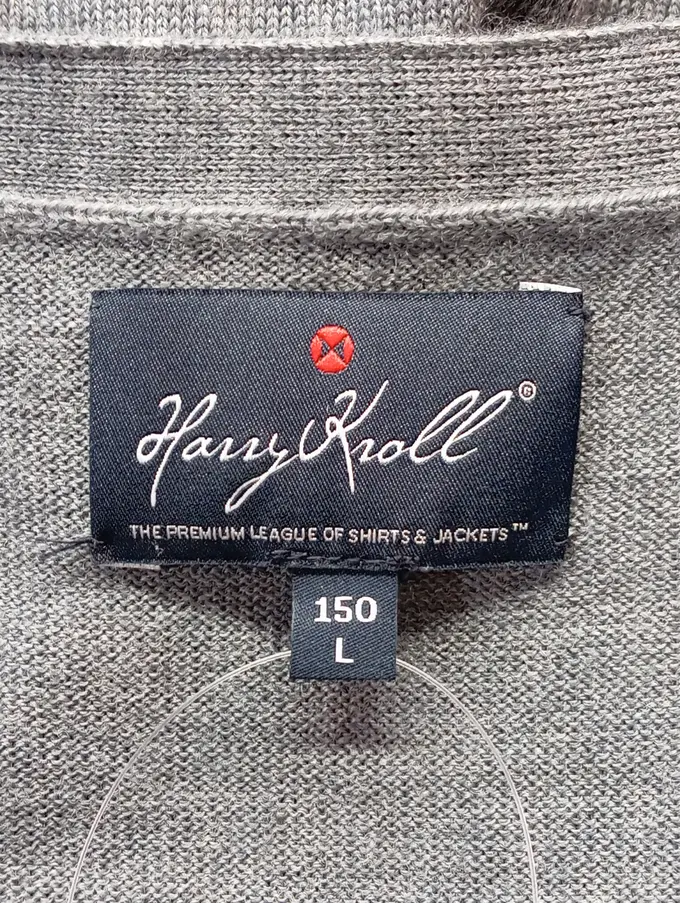 Harry Kroll®
THE PREMIUM LEAGUE OF SHIRTS & JACKETS™
150
L